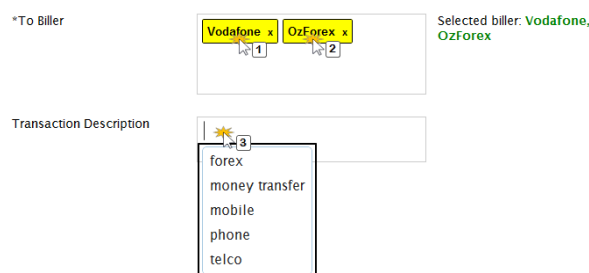 *To Biller
Vodafone x OzForex x
1 2
Selected biller: Vodafone,
OzForex
Transaction Description
3
forex
money transfer
mobile
phone
telco